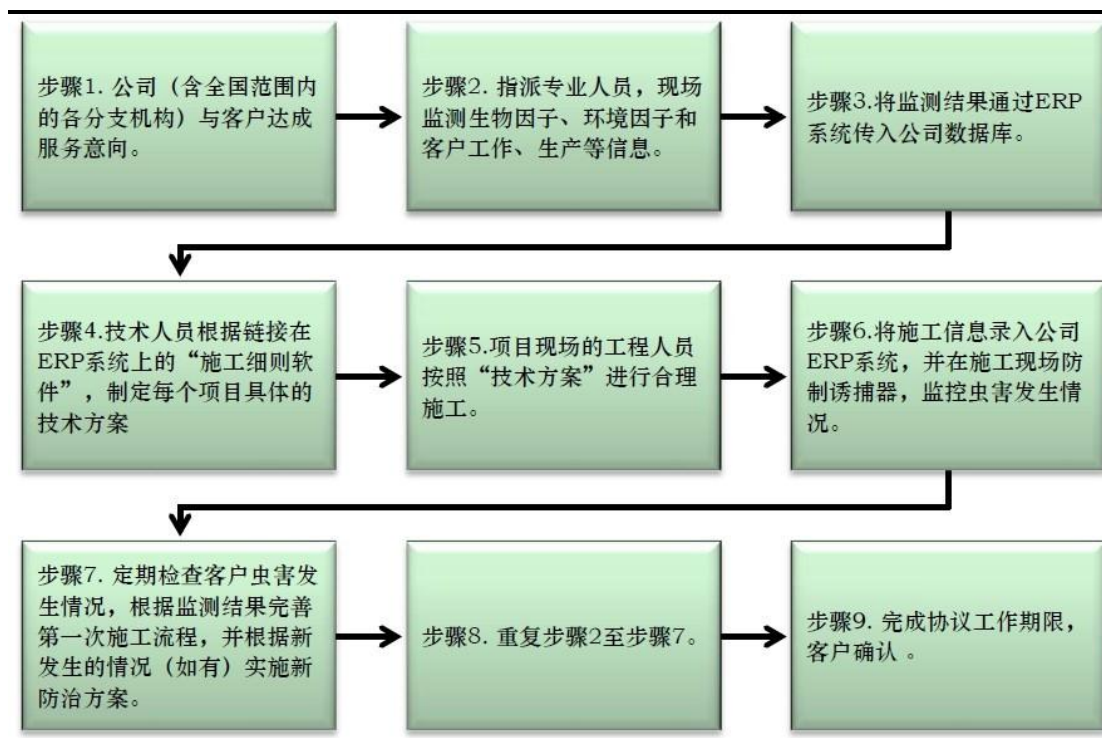 步骤1. 公司（含全国范围内
的各分支机构）与客户达成
服务意向。
步骤2. 指派专业人员，现场
监测生物因子、环境因子和
客户工作、生产等信息。
步骤3.将监测结果通过ERP
系统传入公司数据库。
步骤4.技术人员根据链接在
ERP系统上的“施工细则软
件”，制定每个项目具体的
技术方案
步骤5.项目现场的工程人员
按照“技术方案”进行合理
施工。
步骤6.将施工信息录入公司
ERP系统，并在施工现场防
制诱捕器，监控虫害发生情
况。
步骤7. 定期检查客户虫害发
生情况，根据监测结果完善
第一次施工流程，并根据新
发生的情况（如有）实施新
防治方案。
步骤8. 重复步骤2至步骤7。
步骤9. 完成协议工作期限，
客户确认 。